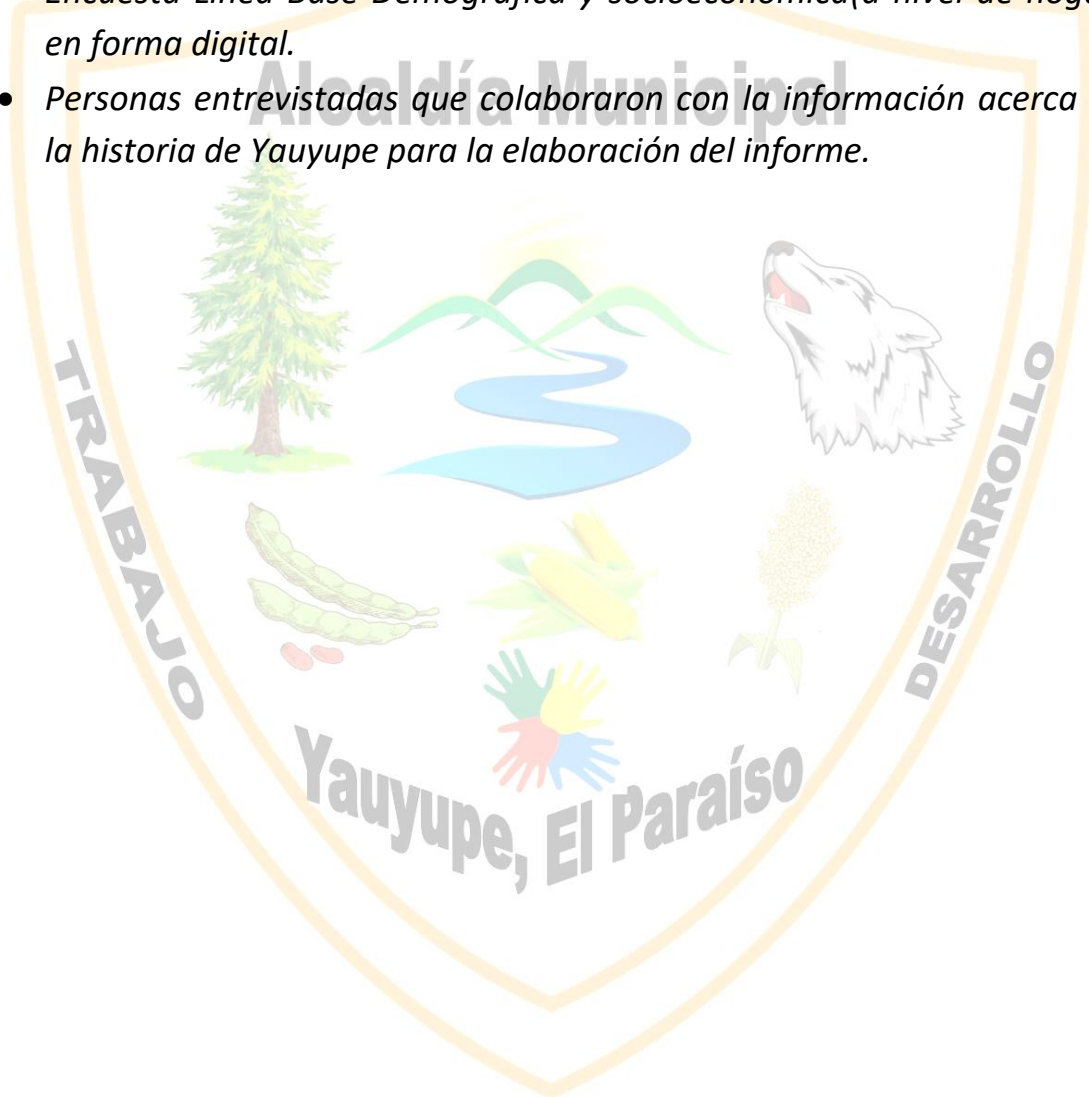 Encuesta Línea Base Demográfica y socioeconómica(a nivel de
en forma digital.
• Personas entrevistadas que colaboraron con la información acerca
la historia de Yauyupe para la elaboración del informe.
Alcaldía Municipal
TRABAJO
DESARROLLO
Yauyupe, El Paraíso